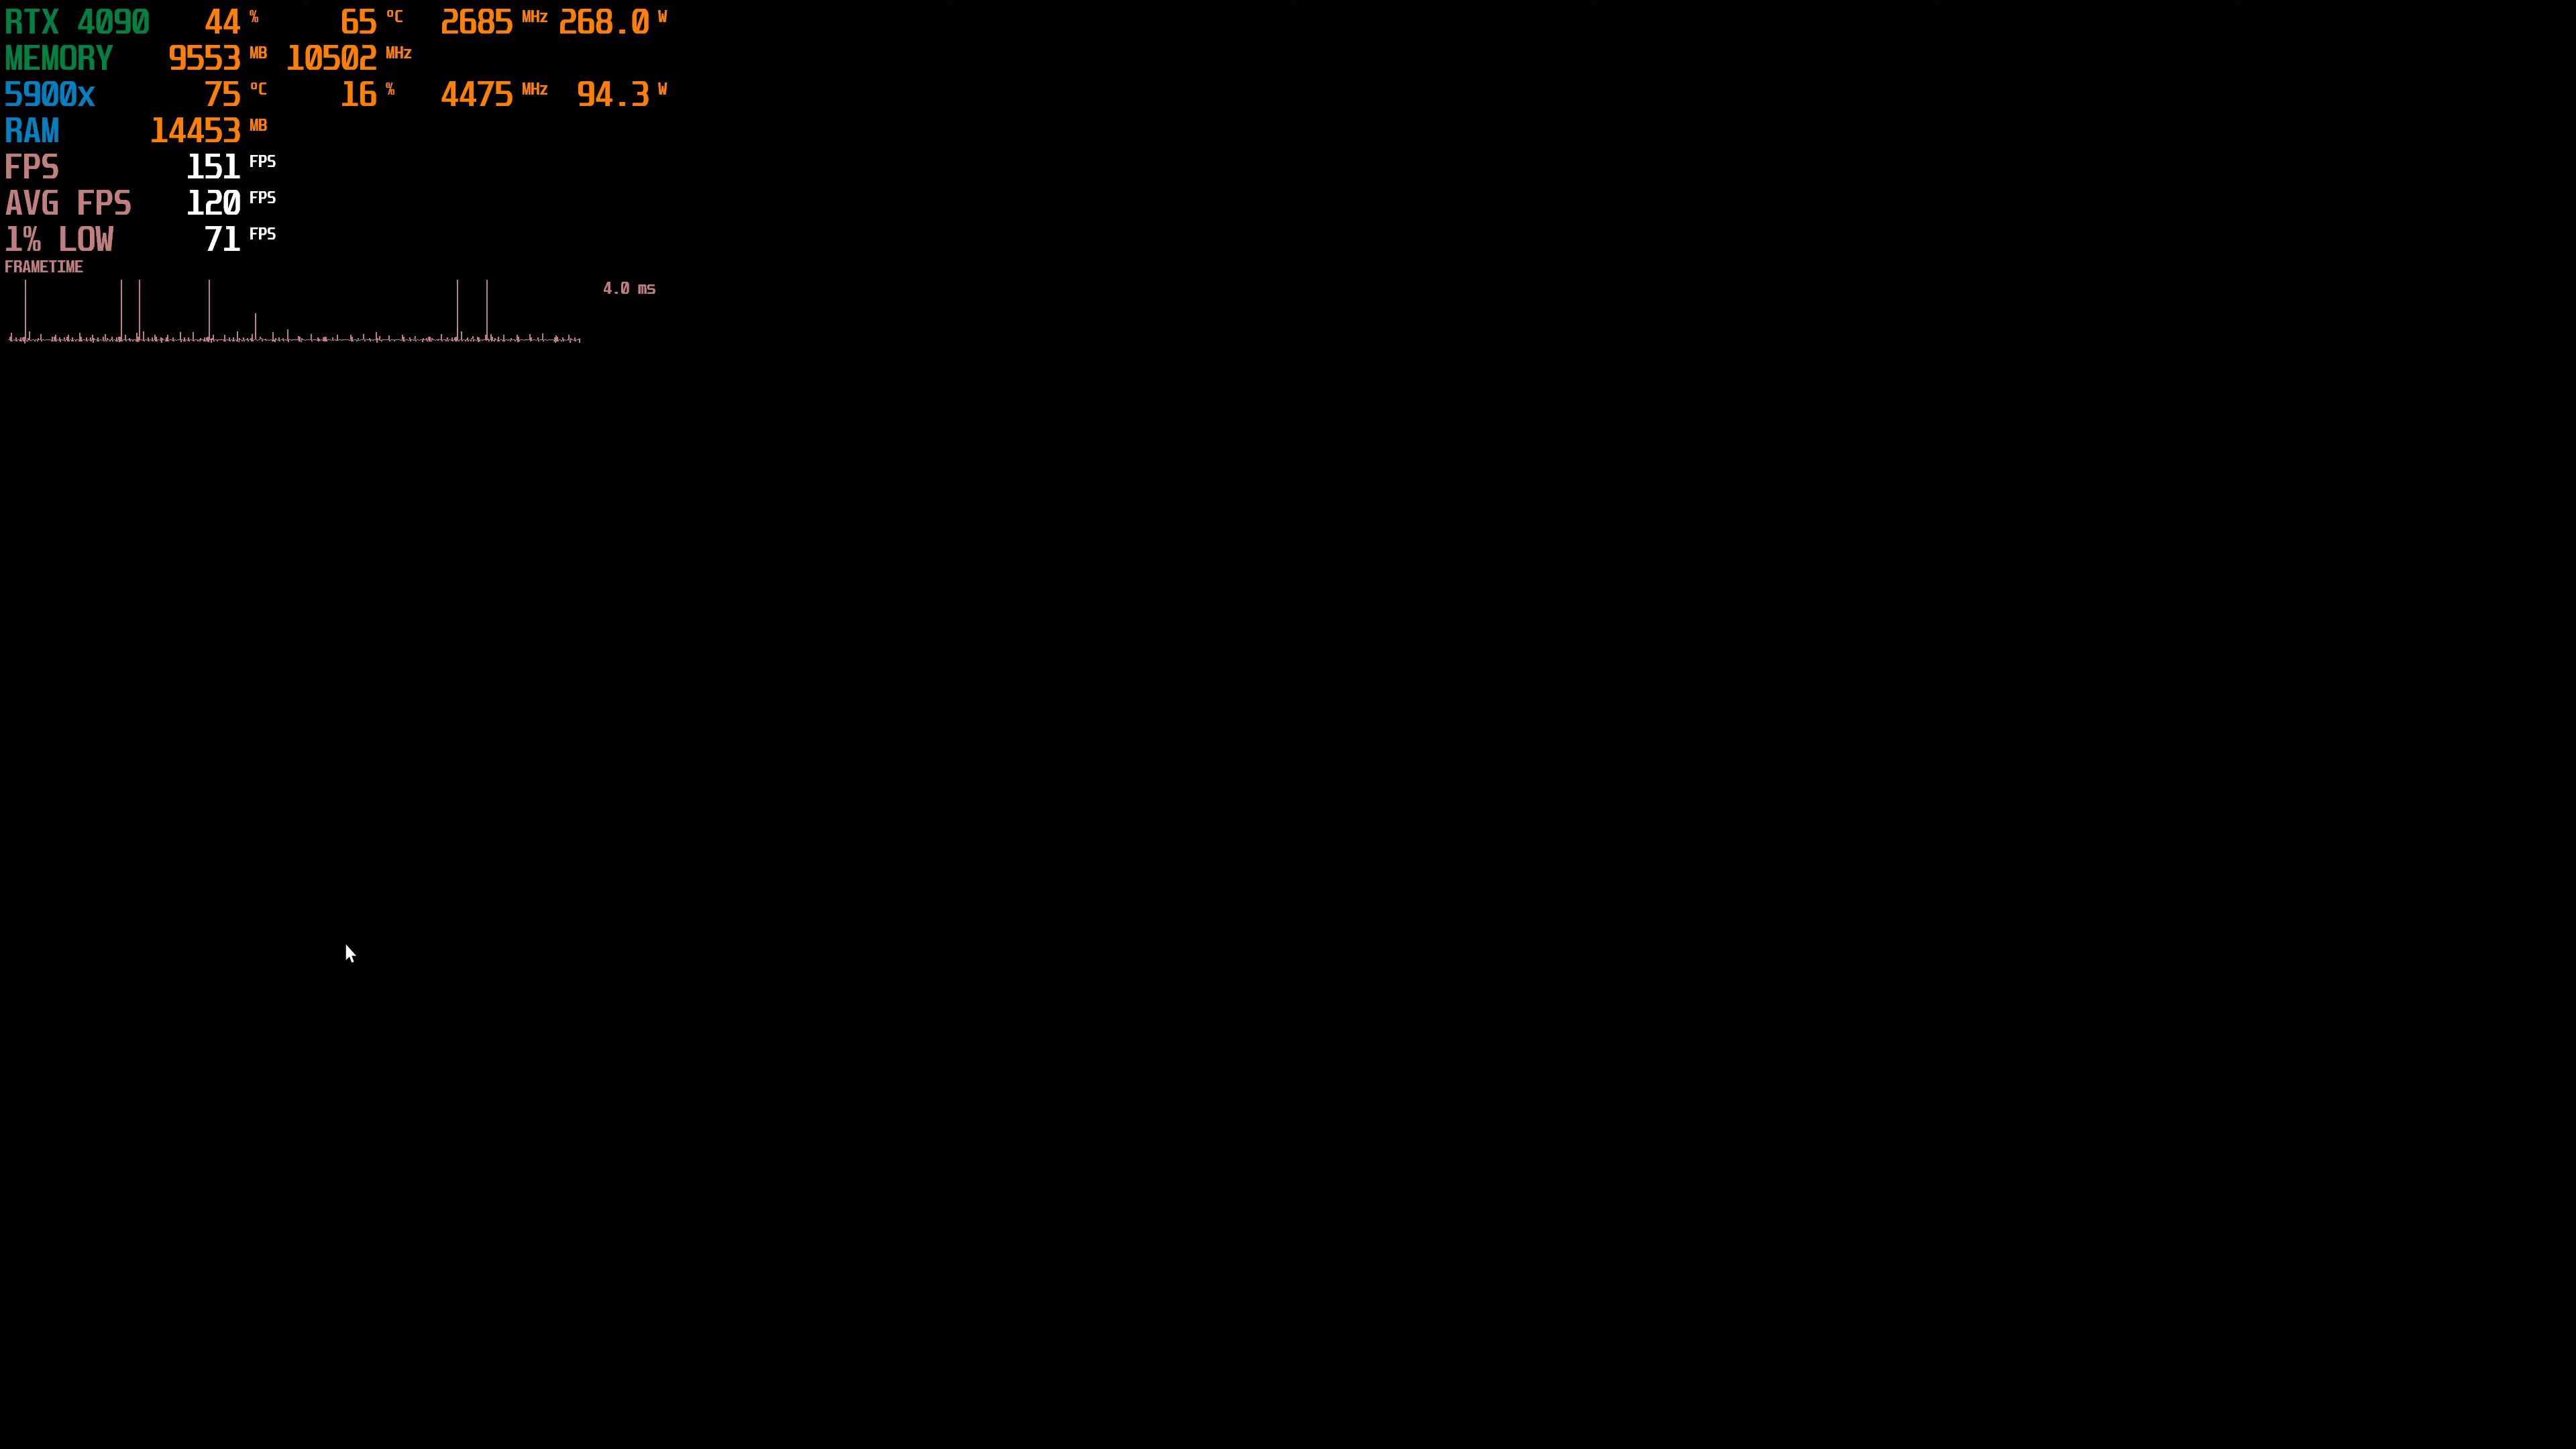 RTX 4090 44 % 65 °C 2685 MHz 268.0 W
MEMORY 9553 MB 10502 MHz
5900x 75 °C 16 % 4475 MHz 94.3 W
RAM 14453 MB
FPS 151 FPS
AVG FPS 120 FPS
1% LOW 71 FPS
FRAMETIME
4.0 ms